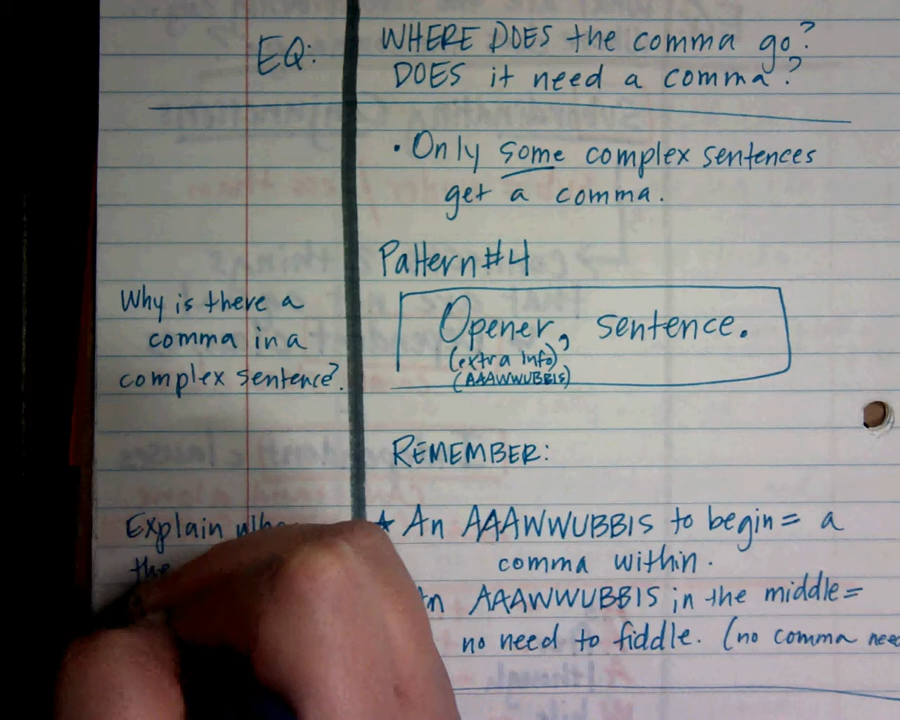 EQ:
WHERE DOES the comma go?
DOES it need a comma?
• Only some complex sentences
get a comma.
Pattern #4
Why is there a
comma in a
complex sentence?
Opener, sentence.
(extra info)
(AAAWWUBBIS)
REMEMBER:
Explain
the
★ An AAAWWUBBIS to begin = a
comma within.
AAAWWUBBIS in the middle =
no need to fiddle. (no comma